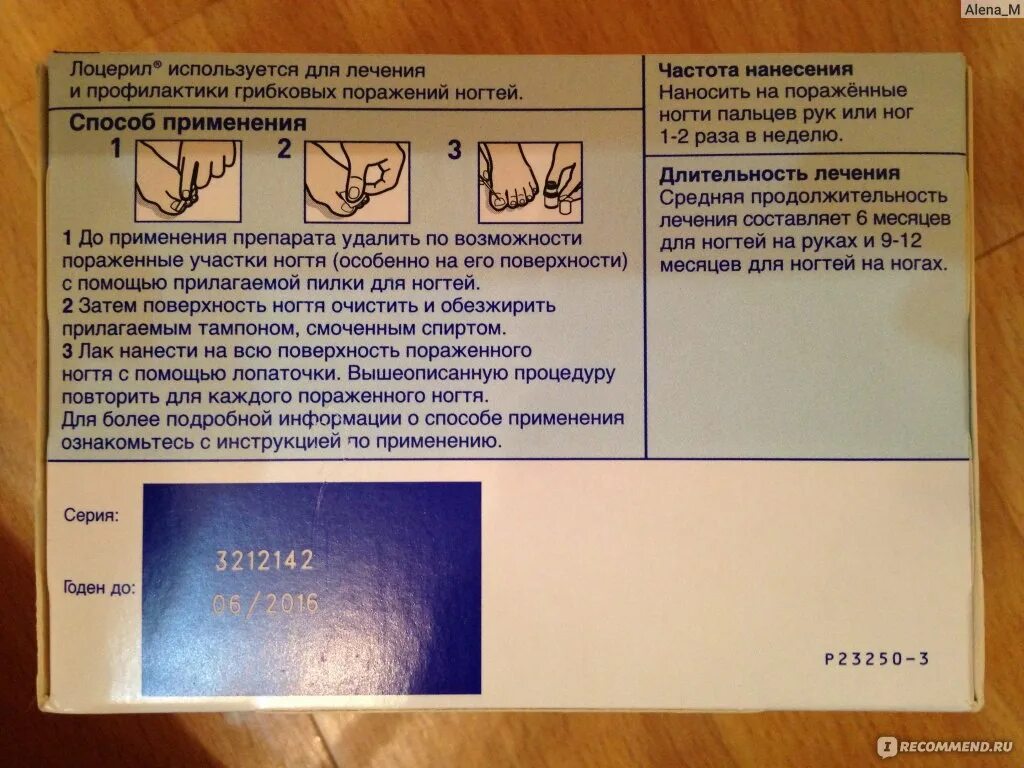 Alena_M
Лоцерил® используется для лечения
и профилактики грибковых поражений ногтей.
Способ применения
1 2 3
1 До применения препарата удалить по возможности
пораженные участки ногтя (особенно на его поверхности)
с помощью прилагаемой пилки для ногтей.
2 Затем поверхность ногтя очистить и обезжирить
прилагаемым тампоном, смоченным спиртом.
3 Лак нанести на всю поверхность пораженного
ногтя с помощью лопаточки. Вышеописанную процедуру
повторить для каждого пораженного ногтя.
Для более подробной информации о способе применения
ознакомьтесь с инструкцией по применению.
Частота нанесения
Наносить на поражённые
ногти пальцев рук или ног
1-2 раза в неделю.
Длительность лечения
Средняя продолжительность
лечения составляет 6 месяцев
для ногтей на руках и 9-12
месяцев для ногтей на ногах.
Серия:
3212142
Годен до:
06/2016
P23250-3
IRECOMMEND.RU